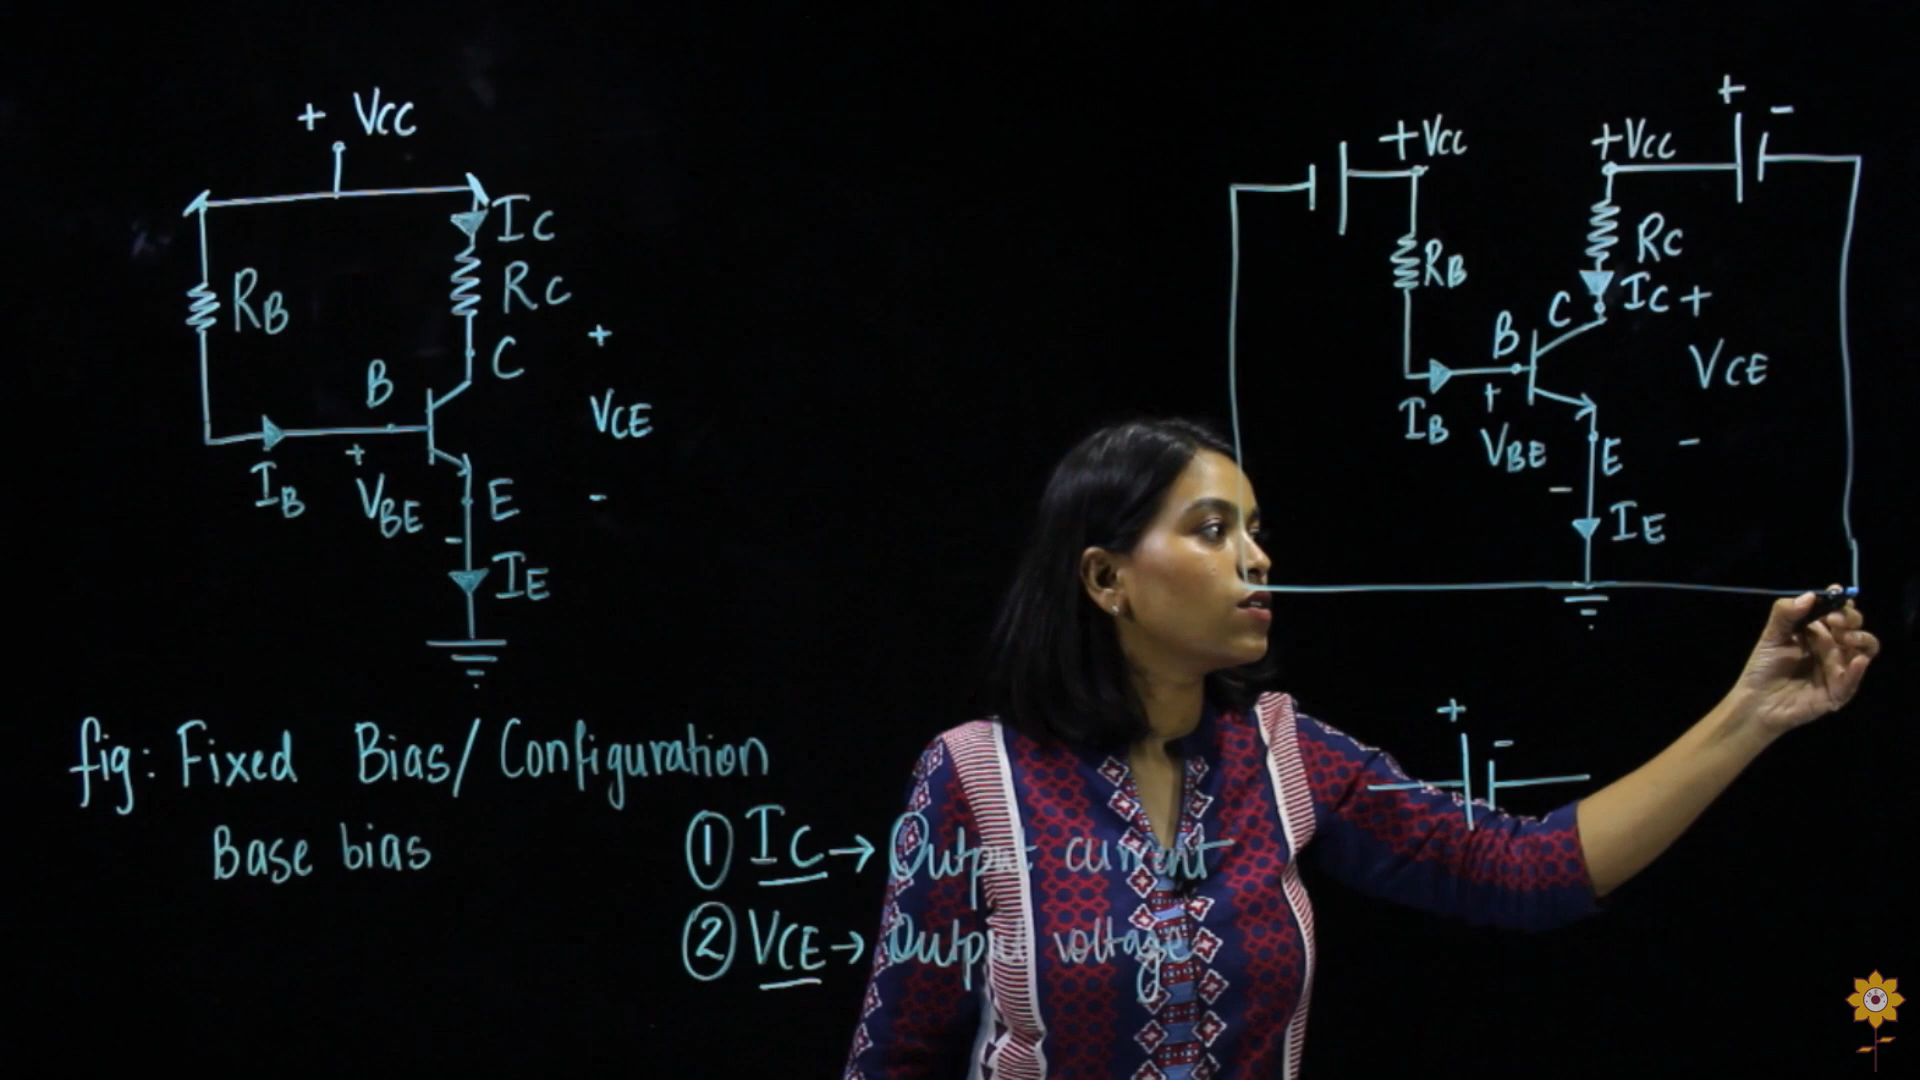 + VCC
IC
RB
RC
C
B
+
VCE
-
+
IB
VBE
-
E
IE
fig: Fixed Bias/ Configuration
Base bias
① IC → Output current
② VCE → Output voltage
+ -
+VCC
+VCC
RC
RB
IC +
C
B
VCE
-
+
IB
VBE
-
E
IE
+
-